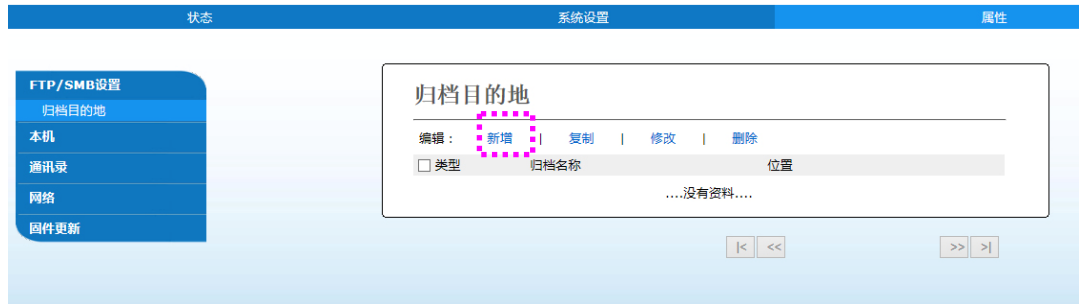 状态 系统设置 属性
FTP/SMB设置
归档目的地
本机
通讯录
网络
固件更新
归档目的地
编辑： 新增 | 复制 | 修改 | 删除
类型 归档名称 位置
....没有资料....
|< << >> >|